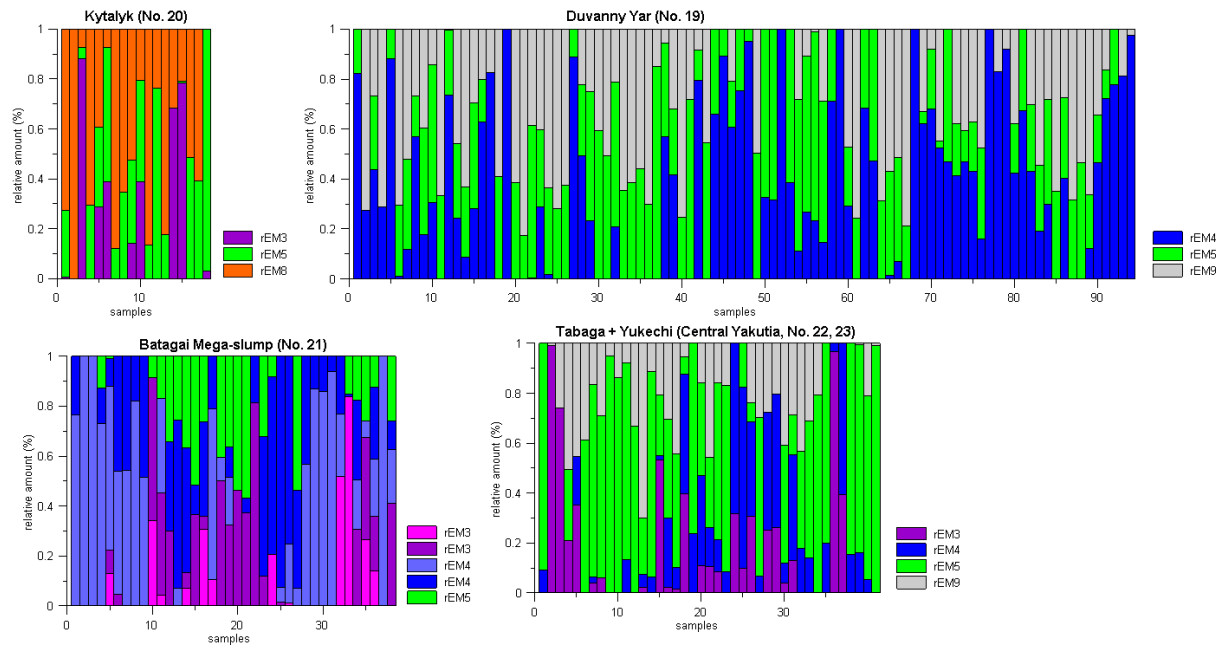 Kytalyk (No. 20)
relative amount (%)
1
0.8
0.6
0.4
0.2
0
0 10
samples
rEM3
rEM5
rEM8
Duvanny Yar (No. 19)
relative amount (%)
1
0.8
0.6
0.4
0.2
0
0 10 20 30 40 50 60 70 80 90
samples
rEM4
rEM5
rEM9
Batagai Mega-slump (No. 21)
relative amount (%)
1
0.8
0.6
0.4
0.2
0
0 10 20 30
samples
rEM3
rEM3
rEM4
rEM4
rEM5
Tabaga + Yukechi (Central Yakutia, No. 22, 23)
relative amount (%)
1
0.8
0.6
0.4
0.2
0
0 10 20 30
samples
rEM3
rEM4
rEM5
rEM9